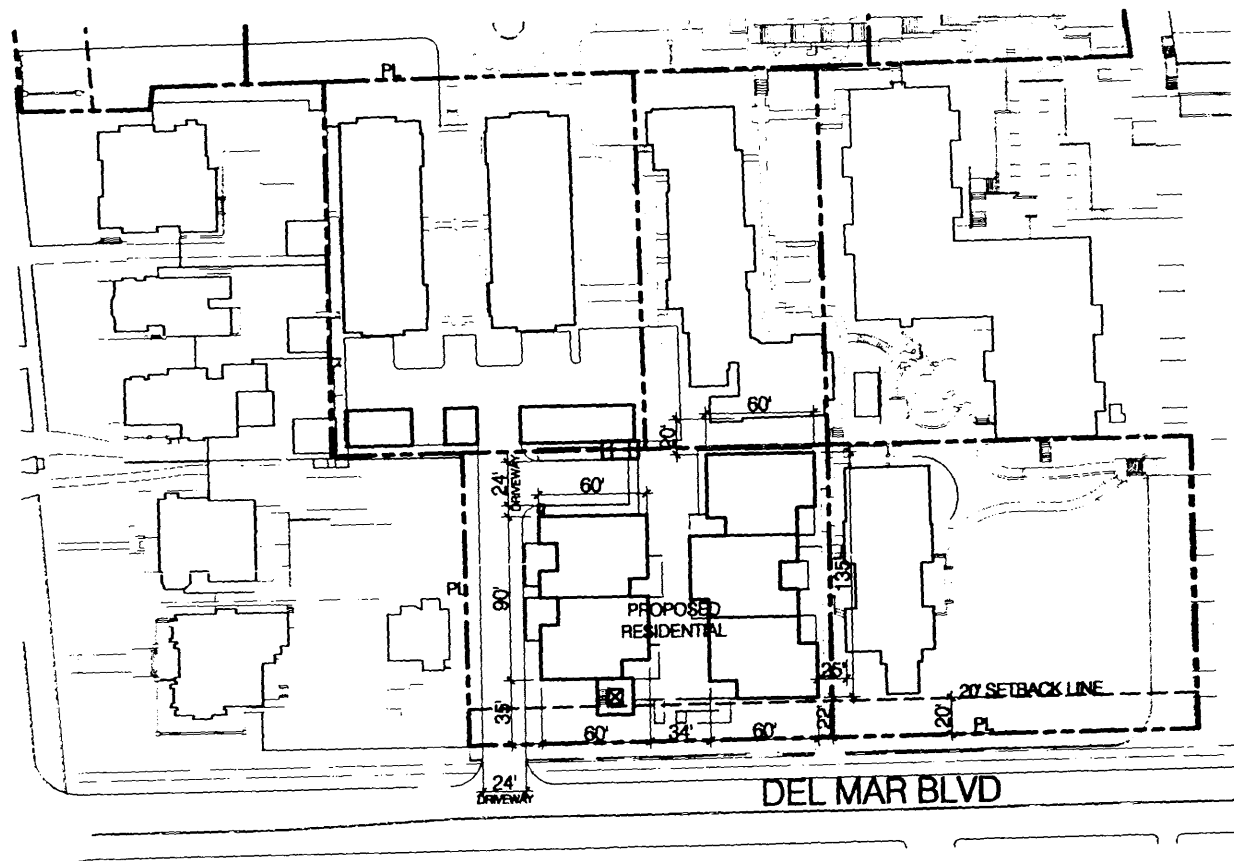 PL
60'
20'
24'
DRIVEWAY
60'
135'
90'
PL
PROPOSED
RESIDENTIAL
25'
20' SETBACK LINE
35'
60'
34'
60'
22'
20'
PL
24'
DRIVEWAY
DEL MAR BLVD